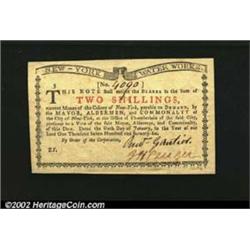 NEW-YORK WATER WORKS
(No. 4090)
THIS NOTE shall entitle the BEARER to the Sum of
TWO SHILLINGS,
current Money of the Colony of New-York, payable on DEMAND, by
the MAYOR, ALDERMEN, and COMMONALTY of
the City of New-York, at the Office of Chamberlain of the said City,
pursuant to a Vote of the said Mayor, Aldermen, and Commonalty of
this Date. Dated the Sixth Day of January, in the Year of our
Lord One Thousand Seven Hundred and Seventy-six.
By Order of the Corporation,
2 S.
©2002 HeritageCoin.com